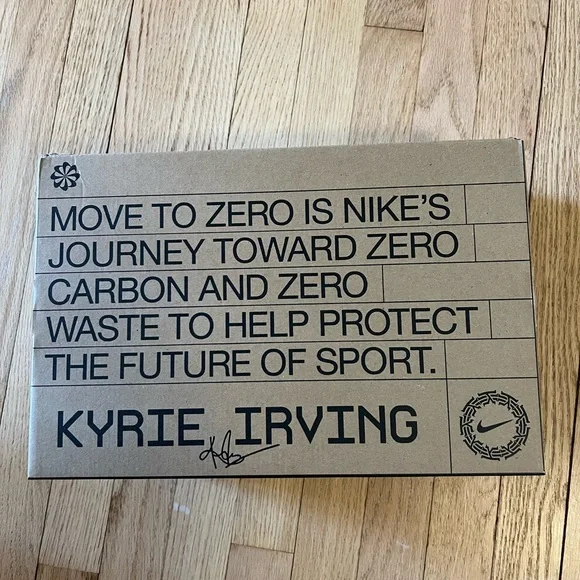 MOVE TO ZERO IS NIKE'S
JOURNEY TOWARD ZERO
CARBON AND ZERO
WASTE TO HELP PROTECT
THE FUTURE OF SPORT.
KYRIE IRVING